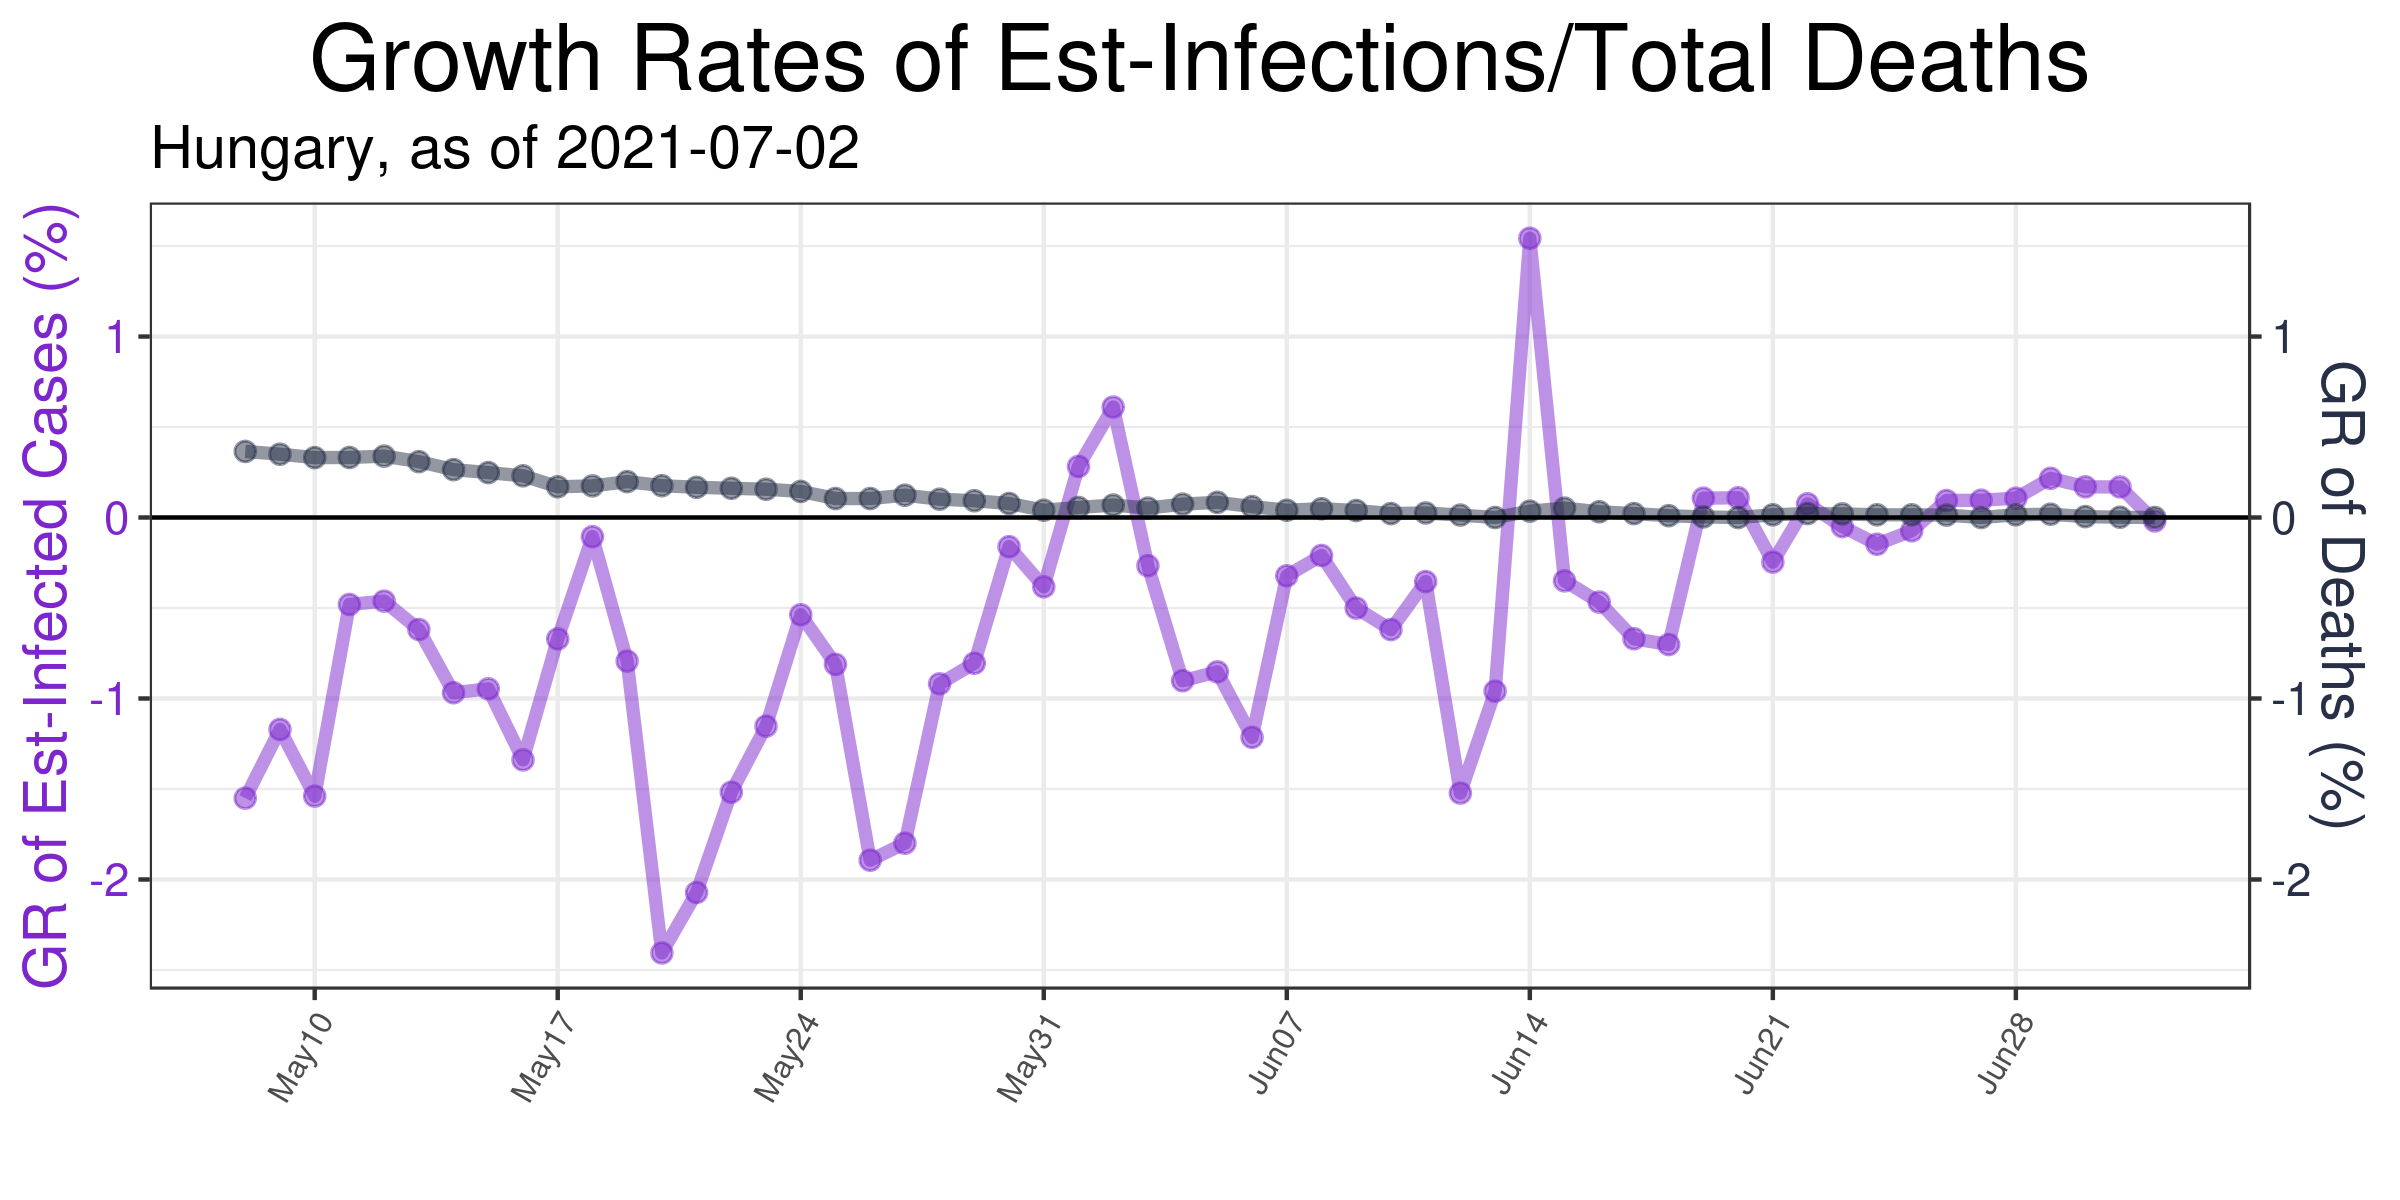 Growth Rates of Est-Infections/Total Deaths
Hungary, as of 2021-07-02
GR of Est-Infected Cases (%)
1
0
-1
-2
1
0
-1
-2
GR of Deaths (%)
May10
May17
May24
May31
Jun07
Jun14
Jun21
Jun28